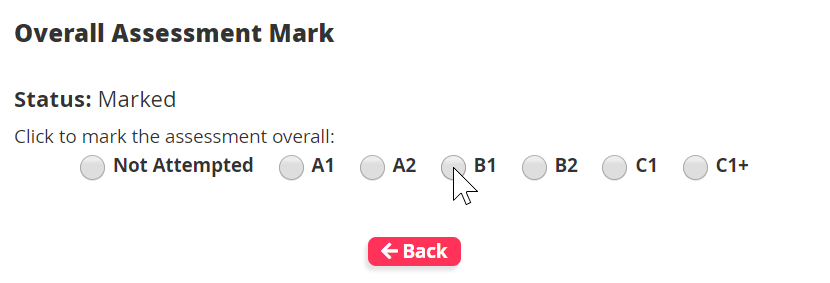 Overall Assessment Mark
Status: Marked
Click to mark the assessment overall:
Not Attempted A1 A2 B1 B2 C1 C1+
Back